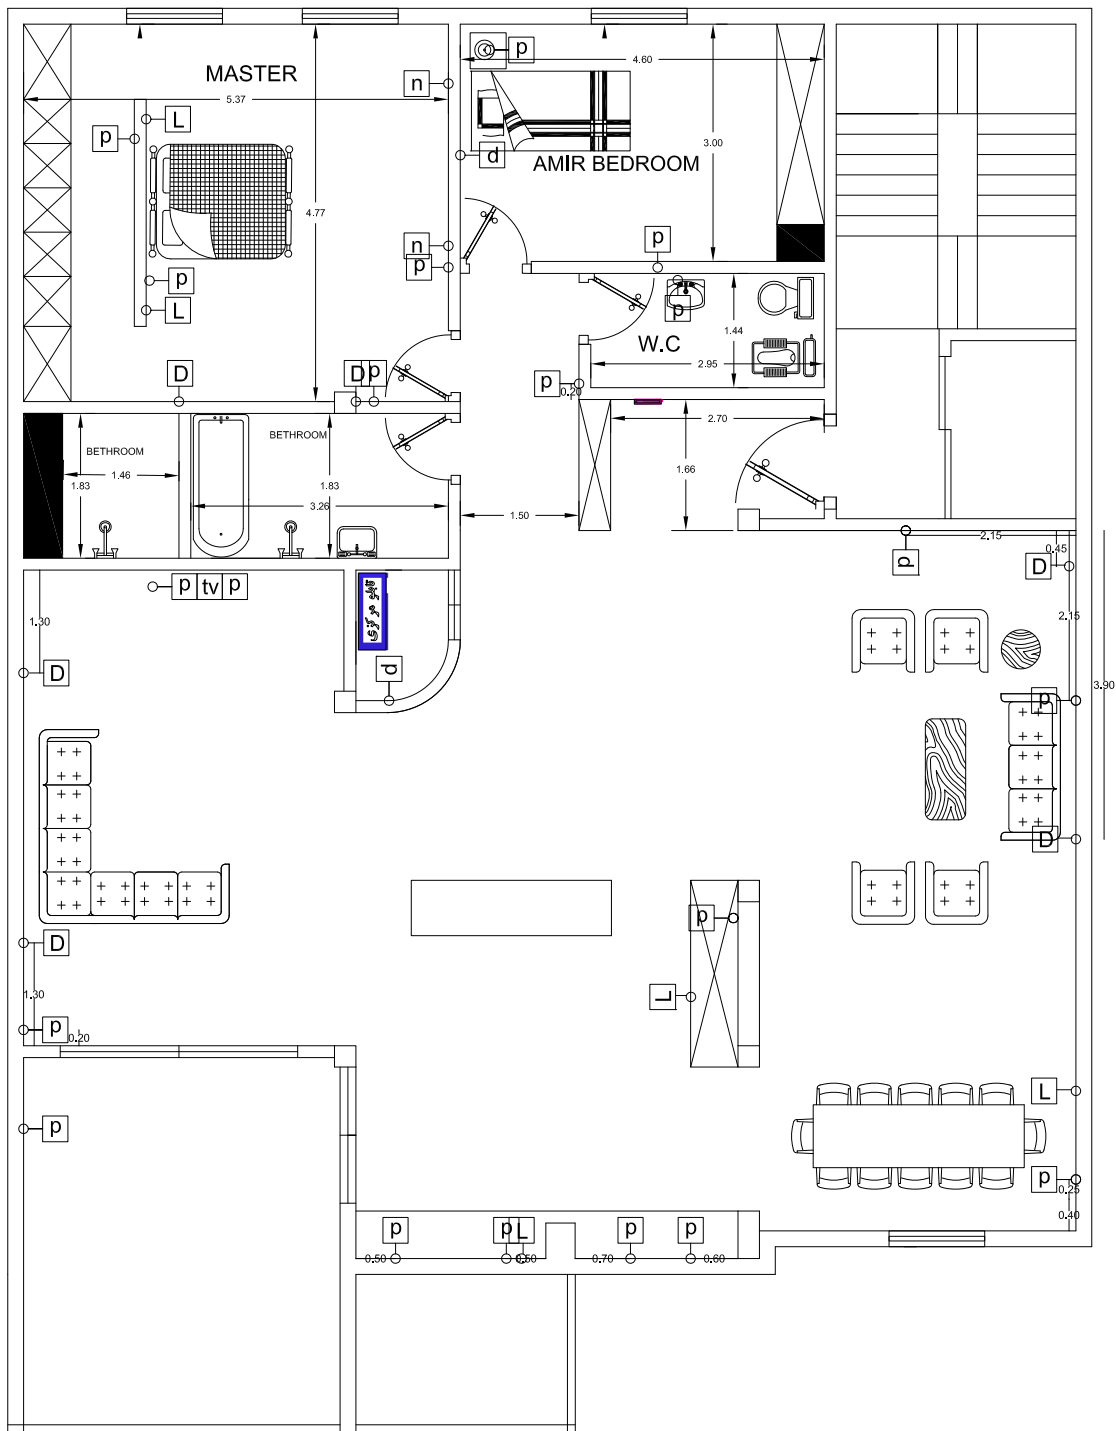 p
4.60
MASTER
n
5.37
L
p
d
3.00
AMIR BEDROOM
4.77
n
p
p
p
L
p
1.44
W.C
2.95
D
D
p
p
0.20
2.70
BETHROOM
BETHROOM
1.46
1.83
1.83
3.26
1.66
1.50
2.15
0.45
p
D
p
tv
p
تابلو مرکزی
1.30
2.15
D
d
3.90
p
D
p
D
1.30
L
p
0.20
L
p
p
0.25
0.40
p
p
L
p
p
0.50
0.50
0.70
0.60